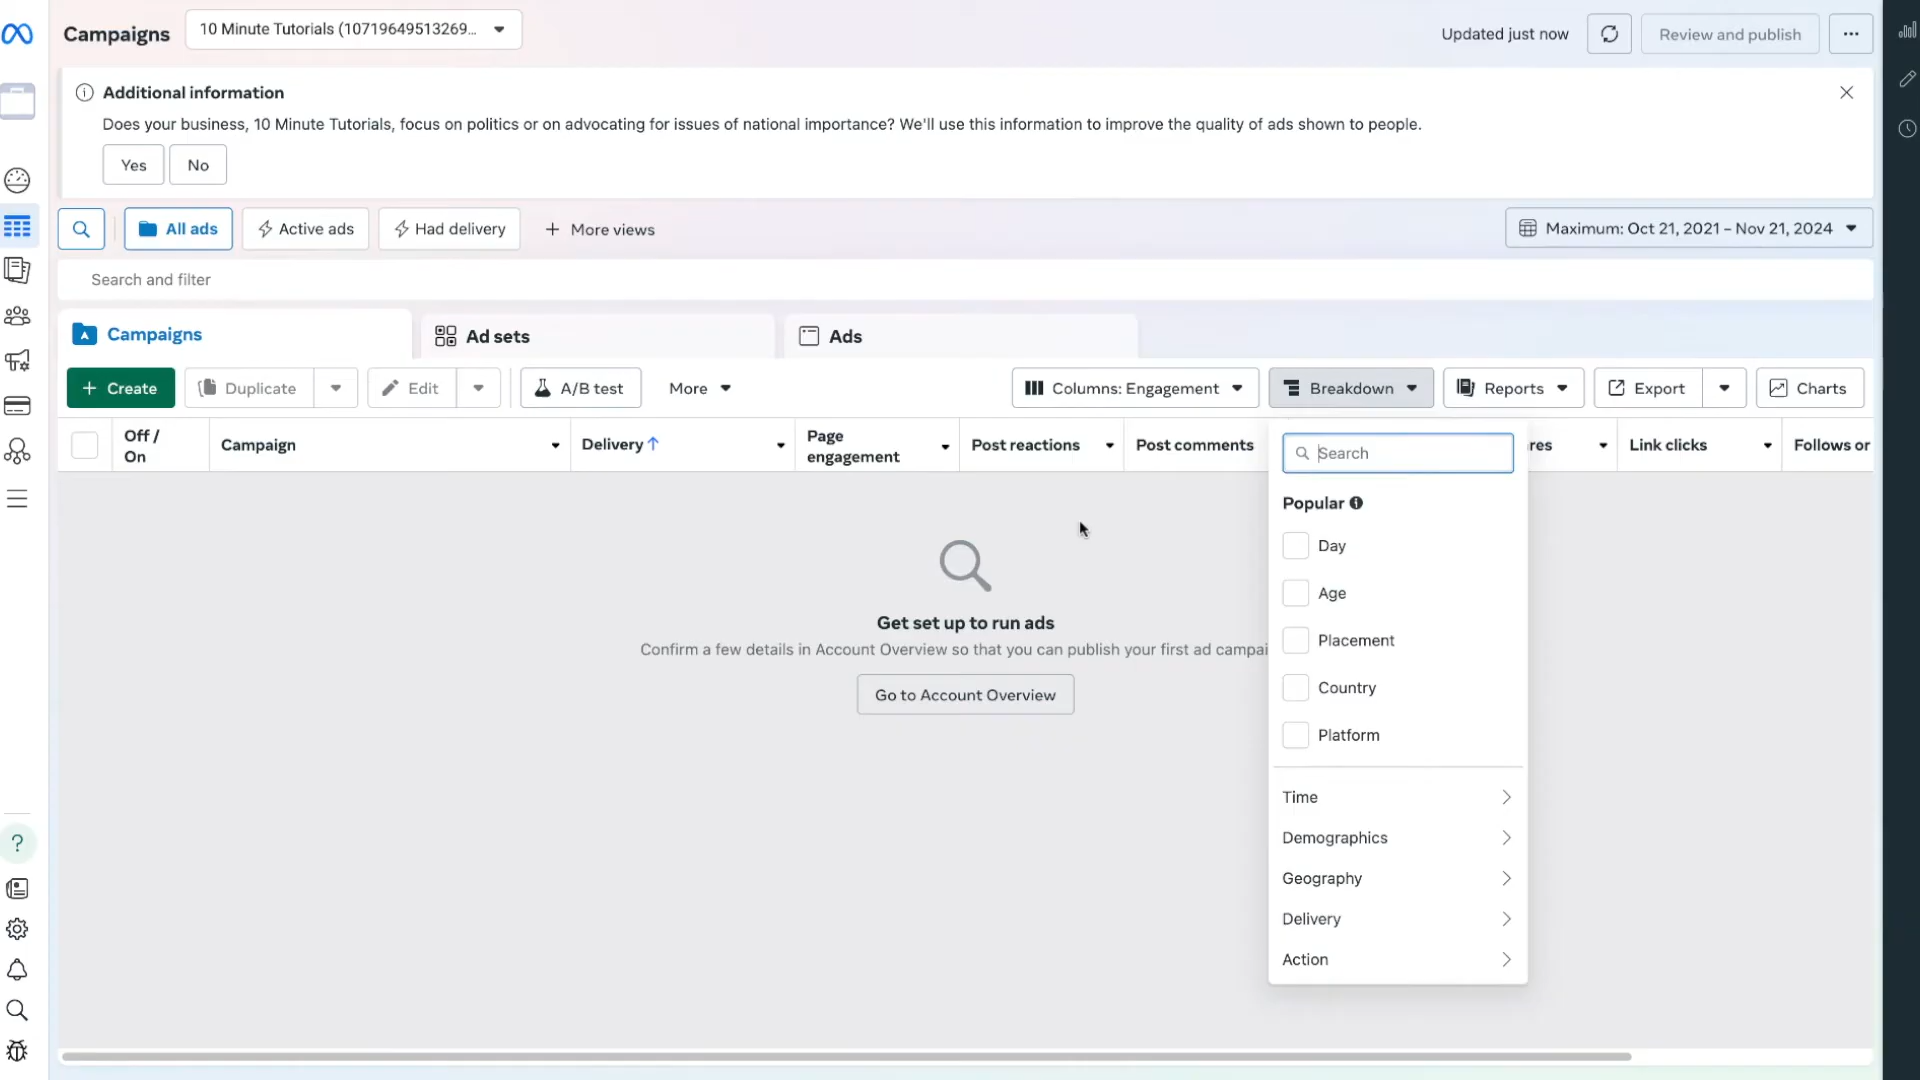 Campaigns
10 Minute Tutorials (10719649513269...
Updated just now
Review and publish
Additional information
Does your business, 10 Minute Tutorials, focus on politics or on advocating for issues of national importance? We'll use this information to improve the quality of ads shown to people.
Yes
No
All ads
Active ads
Had delivery
+ More views
Maximum: Oct 21, 2021 – Nov 21, 2024
Search and filter
Campaigns
Ad sets
Ads
+ Create
Duplicate
Edit
A/B test
More
Columns: Engagement
Breakdown
Reports
Export
Charts
Off /
On
Campaign
Delivery ↑
Page
engagement
Post reactions
Post comments
res
Link clicks
Follows or
Search
Popular
Day
Age
Placement
Country
Platform
Time
Demographics
Geography
Delivery
Action
Get set up to run ads
Confirm a few details in Account Overview so that you can publish your first ad campai
Go to Account Overview
?